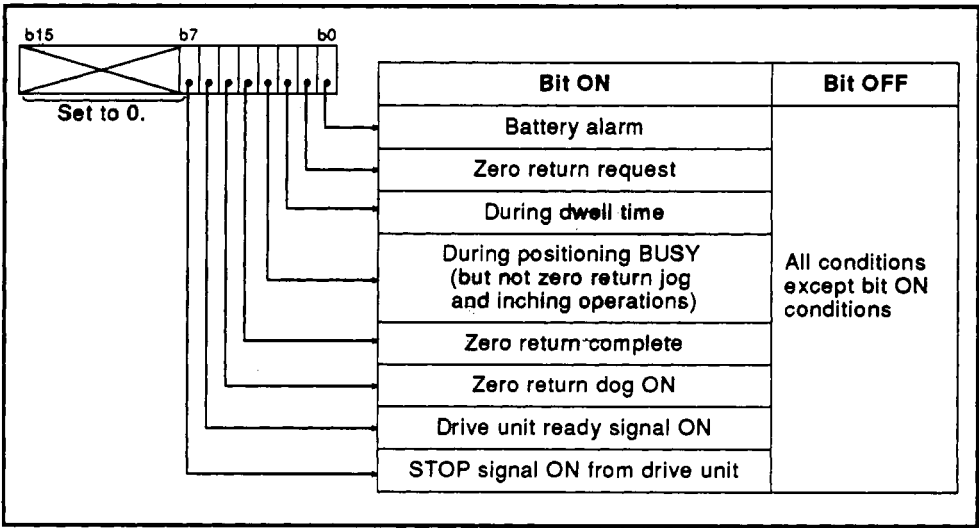 b15 b7 b0
Set to 0.
Bit ON Bit OFF
Battery alarm
Zero return request
During dwell time
During positioning BUSY
(but not zero return jog
and inching operations)
All conditions
except bit ON
conditions
Zero return complete
Zero return dog ON
Drive unit ready signal ON
STOP signal ON from drive unit